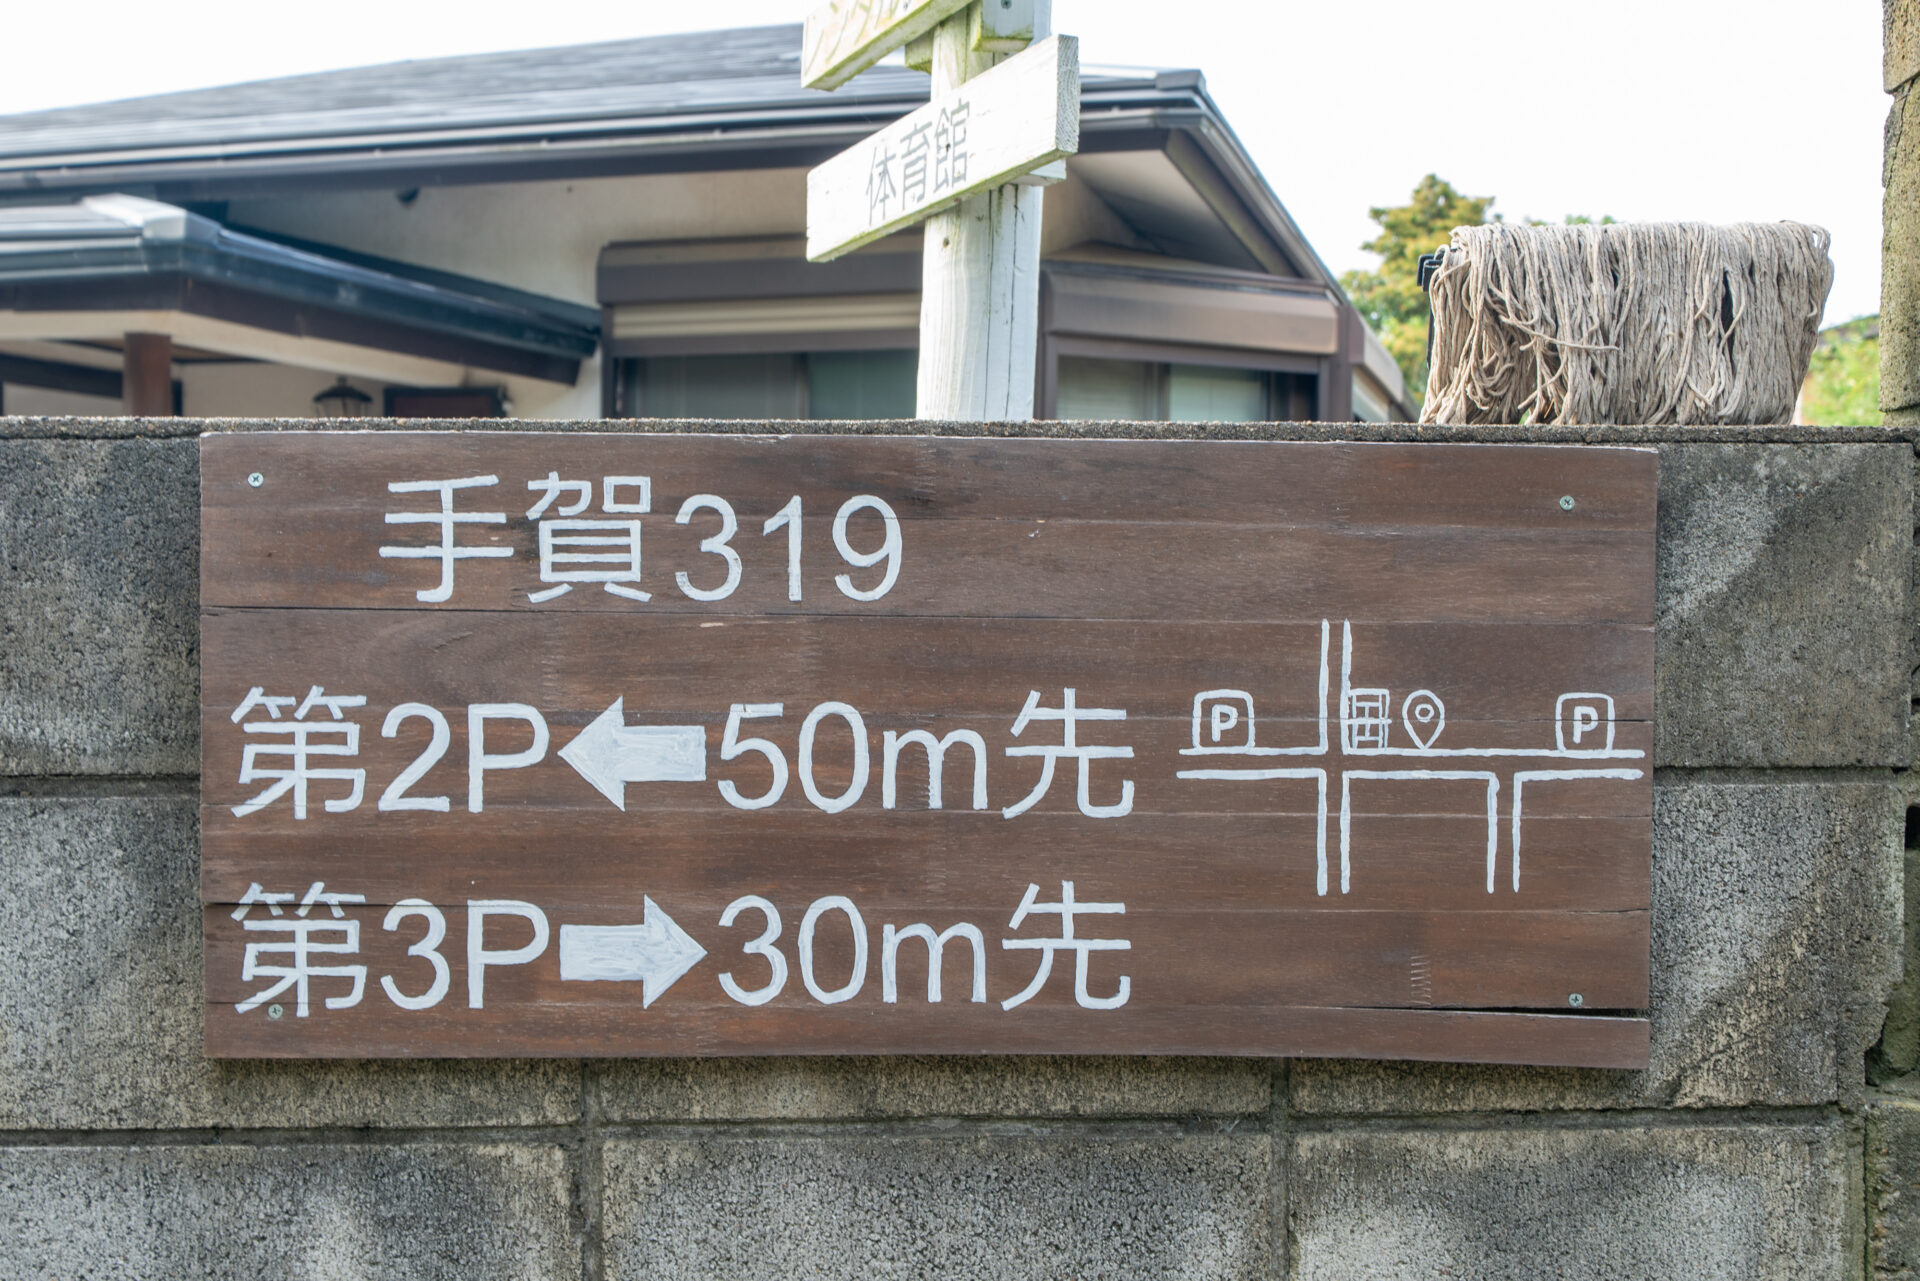 体育館
手賀319
第2P←50m先
第3P→30m先
P P